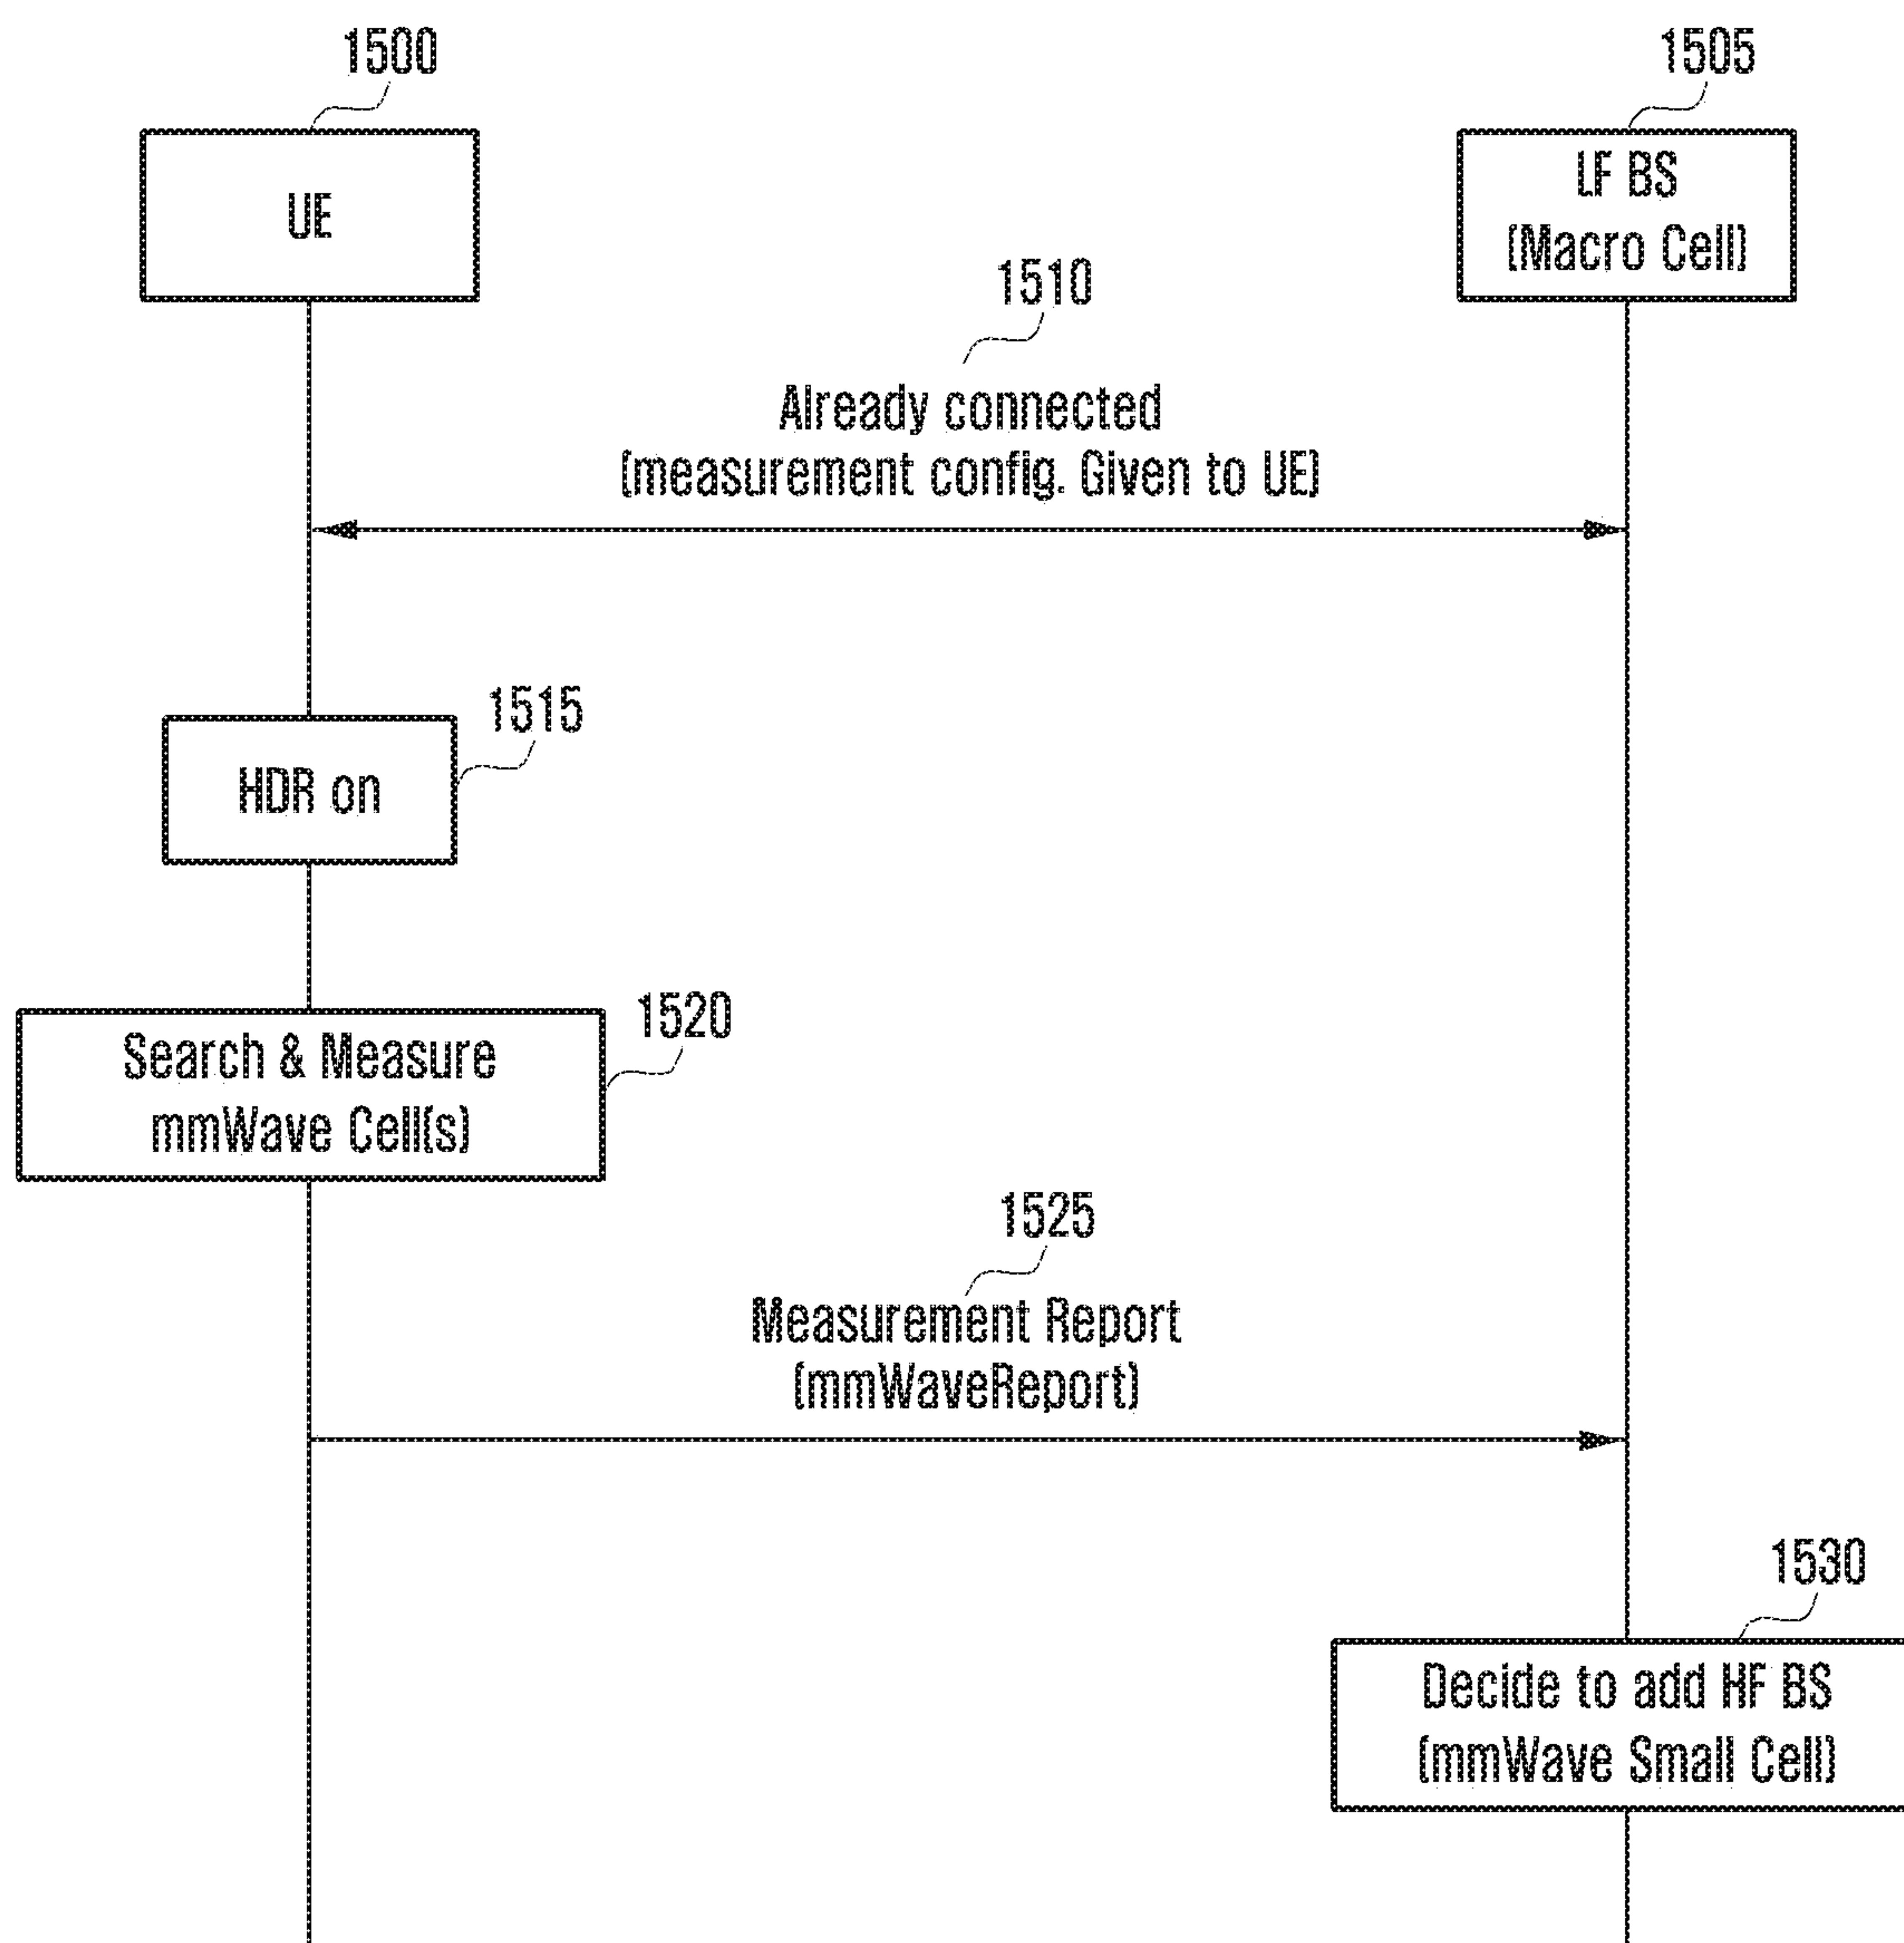 1500
1505
UE
LF BS
(Macro Cell)
1510
Already connected
(measurement config. Given to UE)
1515
HDR on
1520
Search & Measure
mmWave Cell(s)
1525
Measurement Report
(mmWaveReport)
1530
Decide to add HF BS
(mmWave Small Cell)